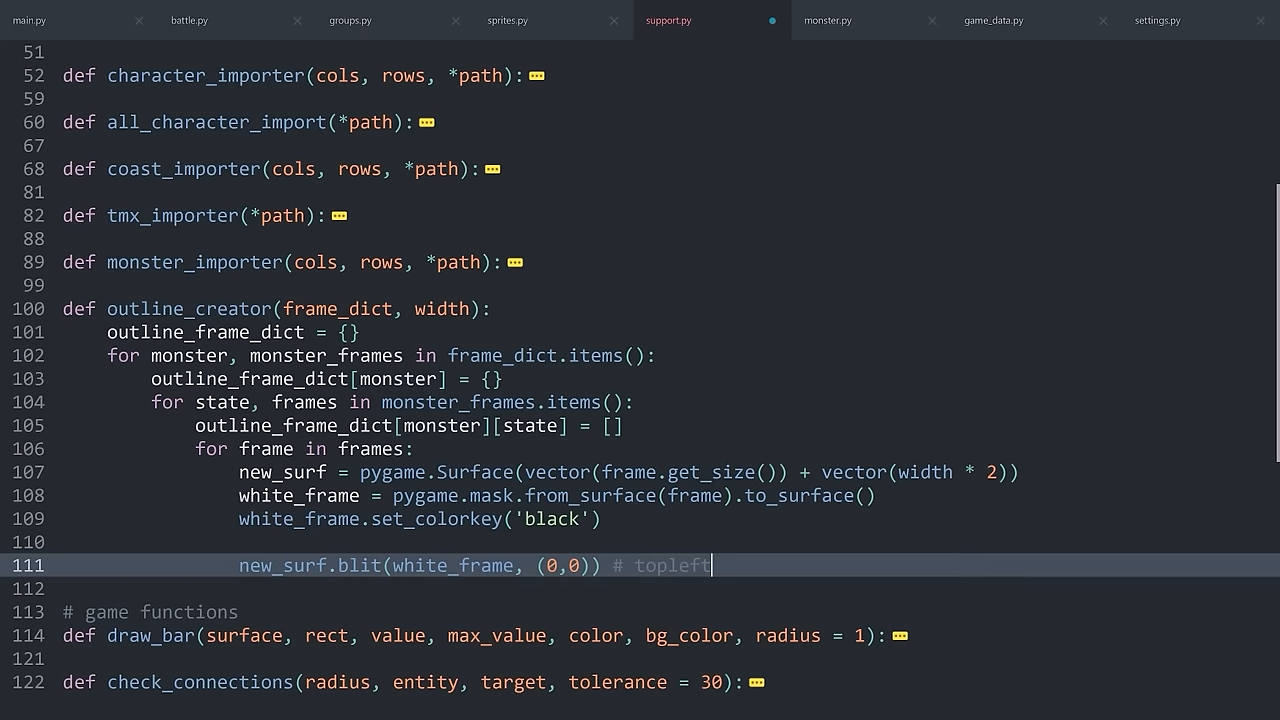 main.py battle.py groups.py sprites.py support.py monster.py game_data.py settings.py
51
52 def character_importer(cols, rows, *path):
59
60 def all_character_import(*path):
67
68 def coast_importer(cols, rows, *path):
81
82 def tmx_importer(*path):
88
89 def monster_importer(cols, rows, *path):
99
100 def outline_creator(frame_dict, width):
101     outline_frame_dict = {}
102     for monster, monster_frames in frame_dict.items():
103         outline_frame_dict[monster] = {}
104         for state, frames in monster_frames.items():
105             outline_frame_dict[monster][state] = []
106             for frame in frames:
107                 new_surf = pygame.Surface(vector(frame.get_size()) + vector(width * 2))
108                 white_frame = pygame.mask.from_surface(frame).to_surface()
109                 white_frame.set_colorkey('black')
110
111                 new_surf.blit(white_frame, (0,0)) # topleft
112
113 # game functions
114 def draw_bar(surface, rect, value, max_value, color, bg_color, radius = 1):
121
122 def check_connections(radius, entity, target, tolerance = 30):